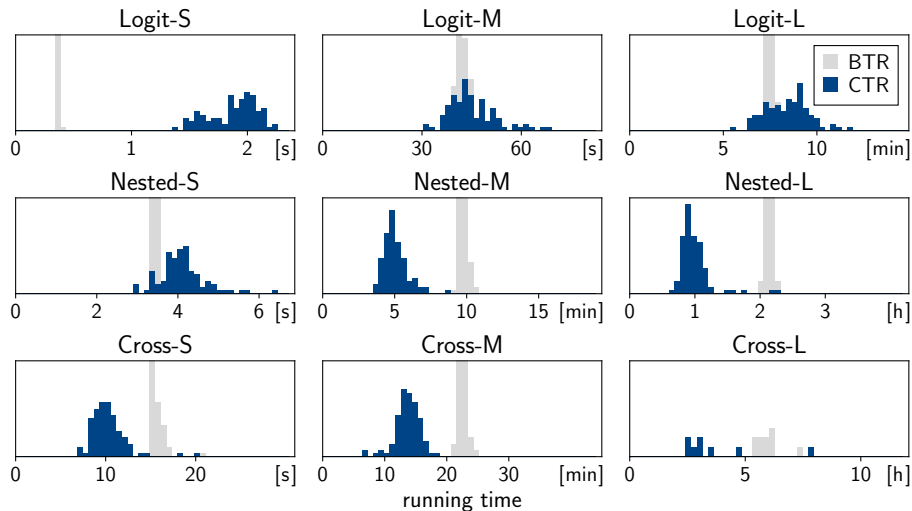 Logit-S Logit-M Logit-L
BTR
CTR
0 1 2 [s] 0 30 60 [s] 0 5 10 [min]
Nested-S Nested-M Nested-L
0 2 4 6 [s] 0 5 10 15 [min] 0 1 2 3 [h]
Cross-S Cross-M Cross-L
0 10 20 [s] 0 10 20 30 [min] 0 5 10 [h]
running time